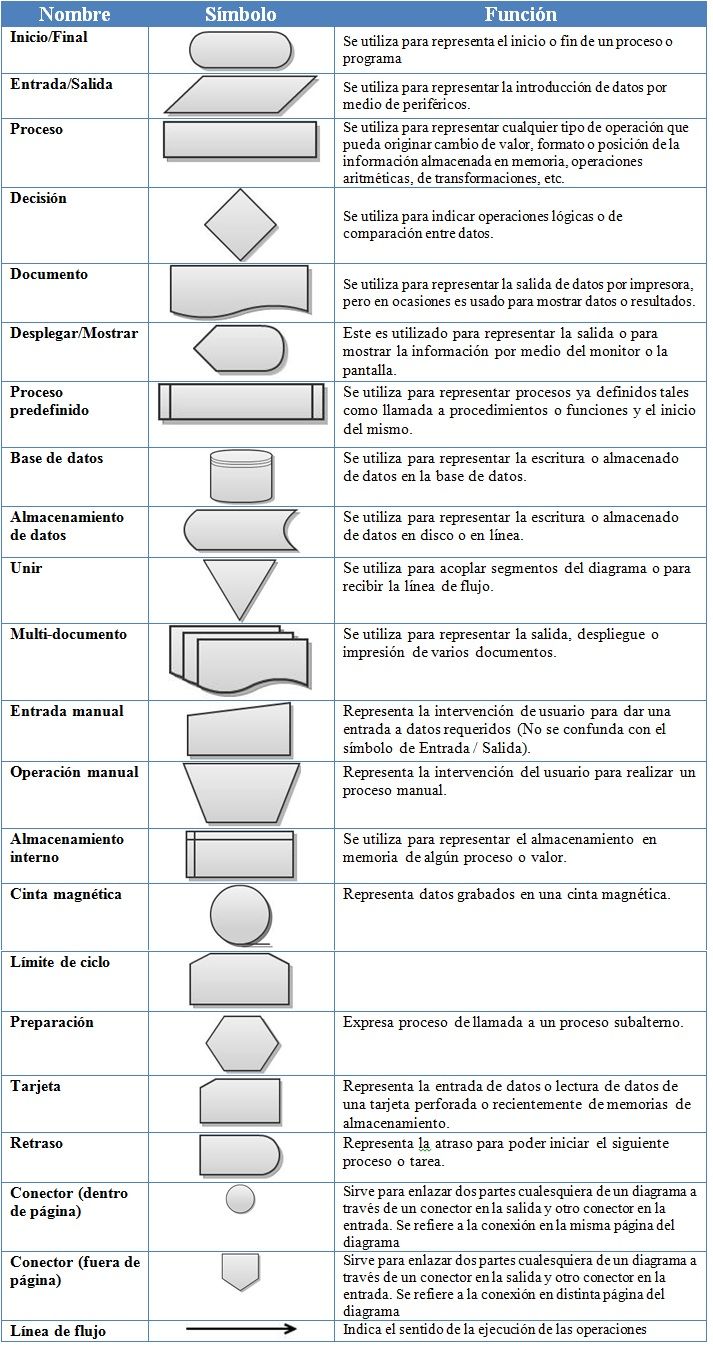 Nombre Símbolo Función
Inicio/Final
Se utiliza para representa el inicio o fin de un proceso o
programa
Entrada/Salida
Se utiliza para representar la introducción de datos por
medio de periféricos.
Proceso
Se utiliza para representar cualquier tipo de operación que
pueda originar cambio de valor, formato o posición de la
información almacenada en memoria, operaciones
aritméticas, de transformaciones, etc.
Decisión
Se utiliza para indicar operaciones lógicas o de
comparación entre datos.
Documento
Se utiliza para representar la salida de datos por impresora,
pero en ocasiones es usado para mostrar datos o resultados.
Desplegar/Mostrar
Este es utilizado para representar la salida o para
mostrar la información por medio del monitor o la
pantalla.
Proceso
predefinido
Se utiliza para representar procesos ya definidos tales
como llamada a procedimientos o funciones y el inicio
del mismo.
Base de datos
Se utiliza para representar la escritura o almacenado
de datos en la base de datos.
Almacenamiento
de datos
Se utiliza para representar la escritura o almacenado
de datos en disco o en línea.
Unir
Se utiliza para acoplar segmentos del diagrama o para
recibir la línea de flujo.
Multi-documento
Se utiliza para representar la salida, despliegue o
impresión de varios documentos.
Entrada manual
Representa la intervención de usuario para dar una
entrada a datos requeridos (No se confunda con el
símbolo de Entrada / Salida).
Operación manual
Representa la intervención del usuario para realizar un
proceso manual.
Almacenamiento
interno
Se utiliza para representar el almacenamiento en
memoria de algún proceso o valor.
Cinta magnética
Representa datos grabados en una cinta magnética.
Límite de ciclo
Preparación
Expresa proceso de llamada a un proceso subalterno.
Tarjeta
Representa la entrada de datos o lectura de datos de
una tarjeta perforada o recientemente de memorias de
almacenamiento.
Retraso
Representa la atraso para poder iniciar el siguiente
proceso o tarea.
Conector (dentro
de página)
Sirve para enlazar dos partes cualesquiera de un diagrama a
través de un conector en la salida y otro conector en la
entrada. Se refiere a la conexión en la misma página del
diagrama
Conector (fuera de
página)
Sirve para enlazar dos partes cualesquiera de un diagrama a
través de un conector en la salida y otro conector en la
entrada. Se refiere a la conexión en distinta página del
diagrama
Línea de flujo
Indica el sentido de la ejecución de las operaciones